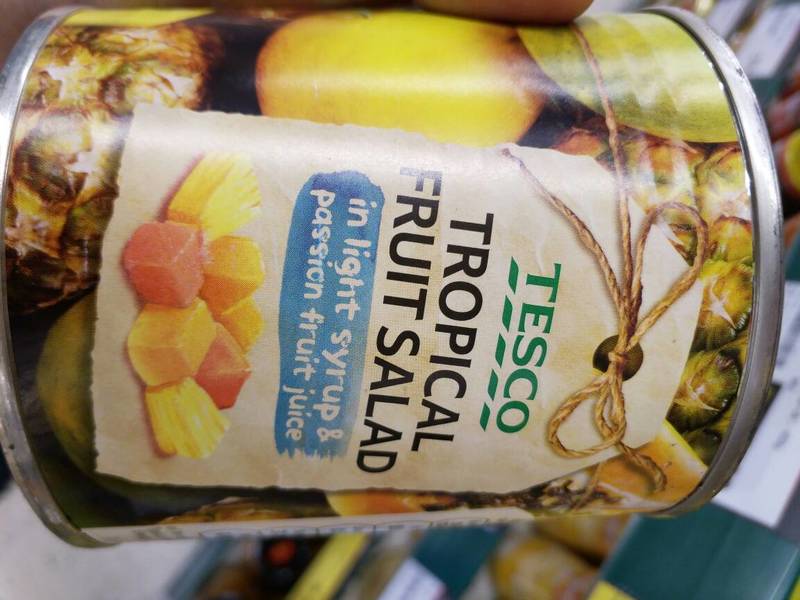 TESCO
TROPICAL
FRUIT SALAD
in light syrup &
passion fruit juice